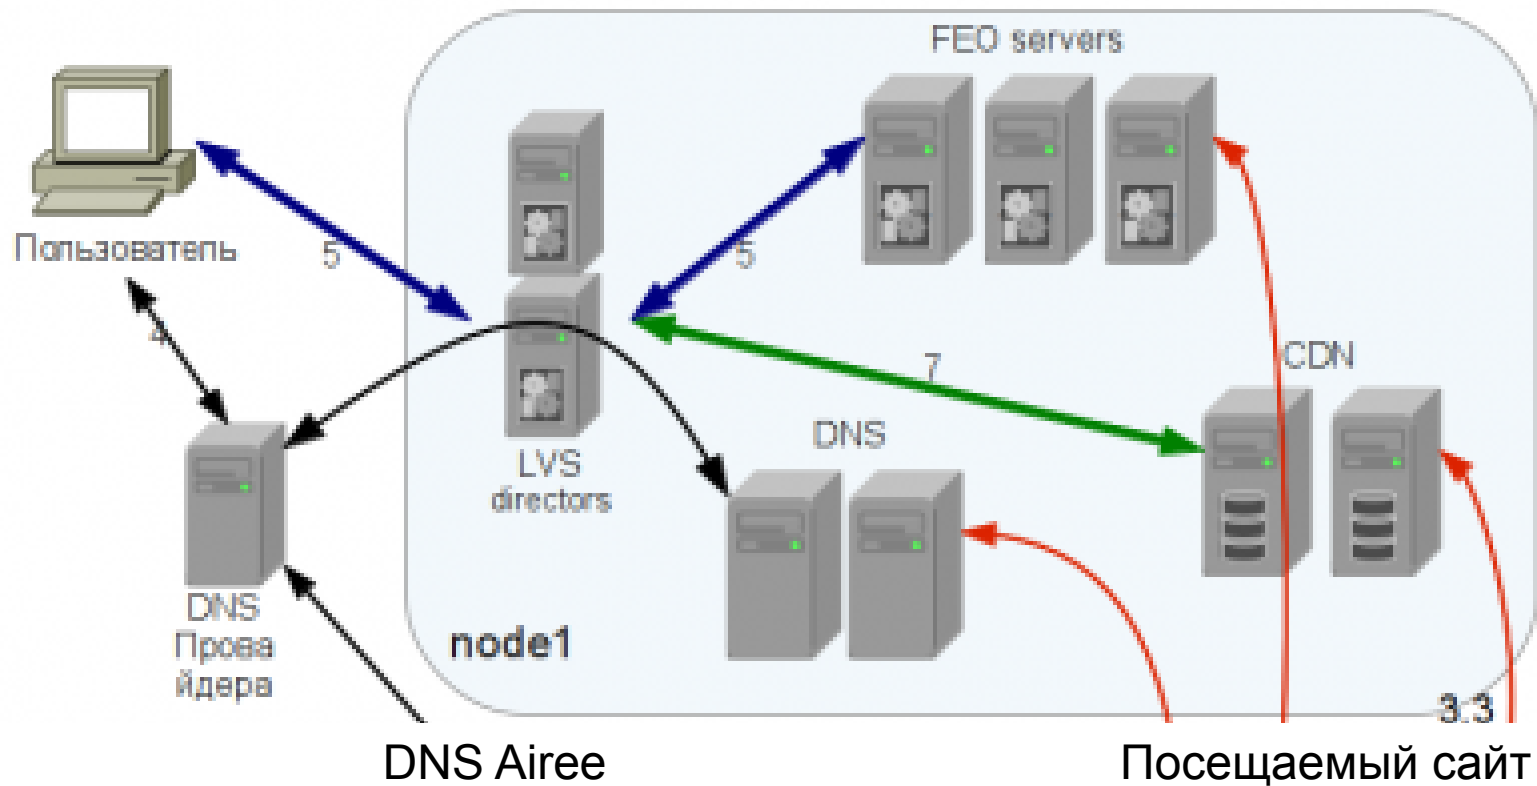 FEO servers
Пользователь
5
5
4
7
CDN
DNS
LVS
directors
DNS
Прова
йдера
node1
3.3
DNS Airee
Посещаемый сайт